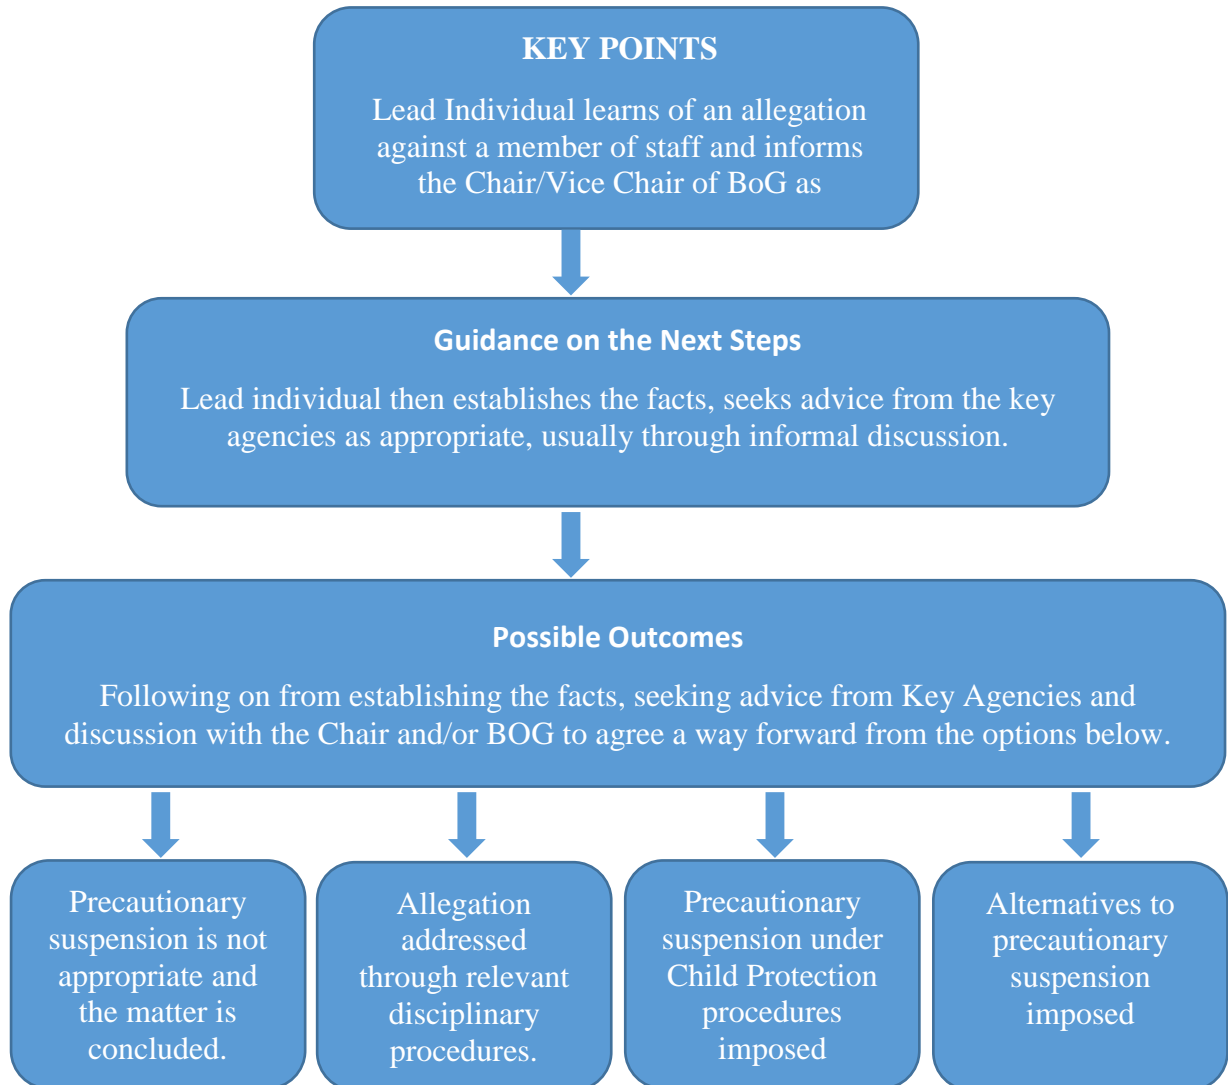 KEY POINTS
Lead Individual learns of an allegation
against a member of staff and informs
the Chair/Vice Chair of BoG as
Guidance on the Next Steps
Lead individual then establishes the facts, seeks advice from the key
agencies as appropriate, usually through informal discussion.
Possible Outcomes
Following on from establishing the facts, seeking advice from Key Agencies and
discussion with the Chair and/or BOG to agree a way forward from the options below.
Precautionary
suspension is not
appropriate and
the matter is
concluded.
Allegation
addressed
through relevant
disciplinary
procedures.
Precautionary
suspension under
Child Protection
procedures
imposed
Alternatives to
precautionary
suspension
imposed